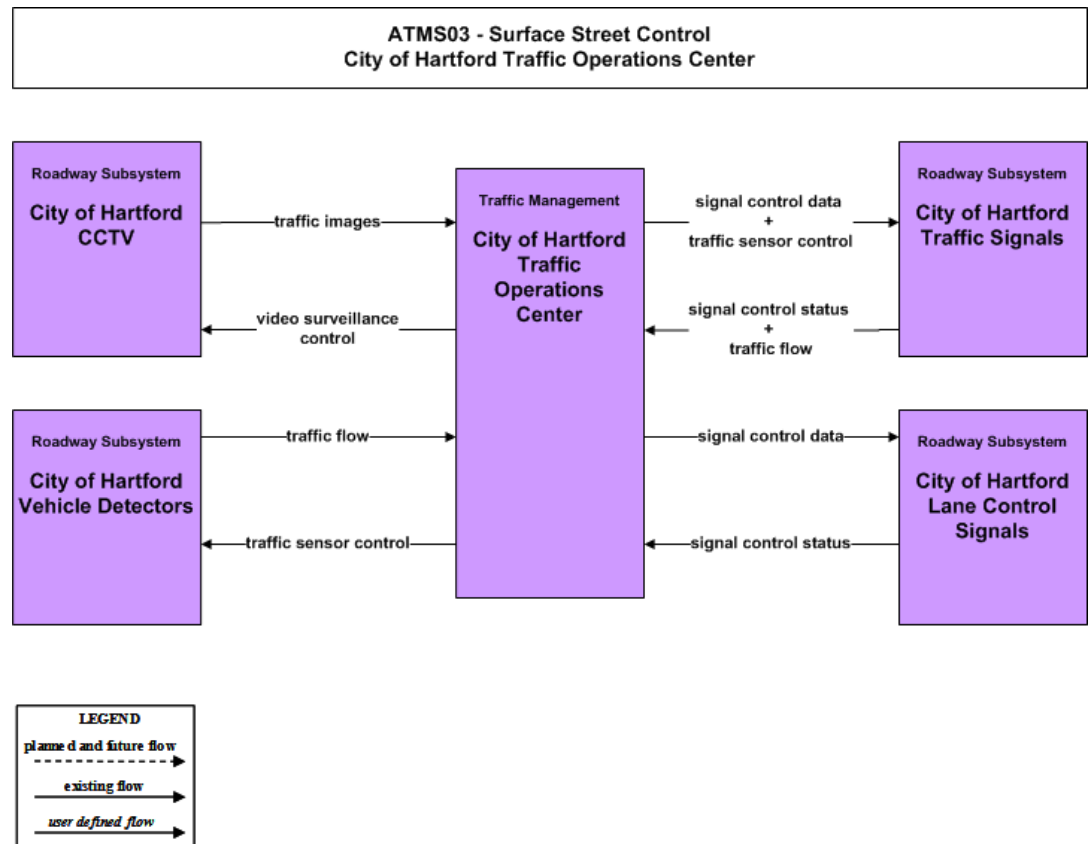 ATMS03 - Surface Street Control
City of Hartford Traffic Operations Center
Roadway Subsystem
City of Hartford
CCTV
traffic images
video surveillance
control
Traffic Management
City of Hartford
Traffic
Operations
Center
signal control data
+
traffic sensor control
signal control status
+
traffic flow
Roadway Subsystem
City of Hartford
Traffic Signals
Roadway Subsystem
City of Hartford
Vehicle Detectors
traffic flow
traffic sensor control
signal control data
signal control status
Roadway Subsystem
City of Hartford
Lane Control
Signals
LEGEND
planned and future flow
existing flow
user defined flow